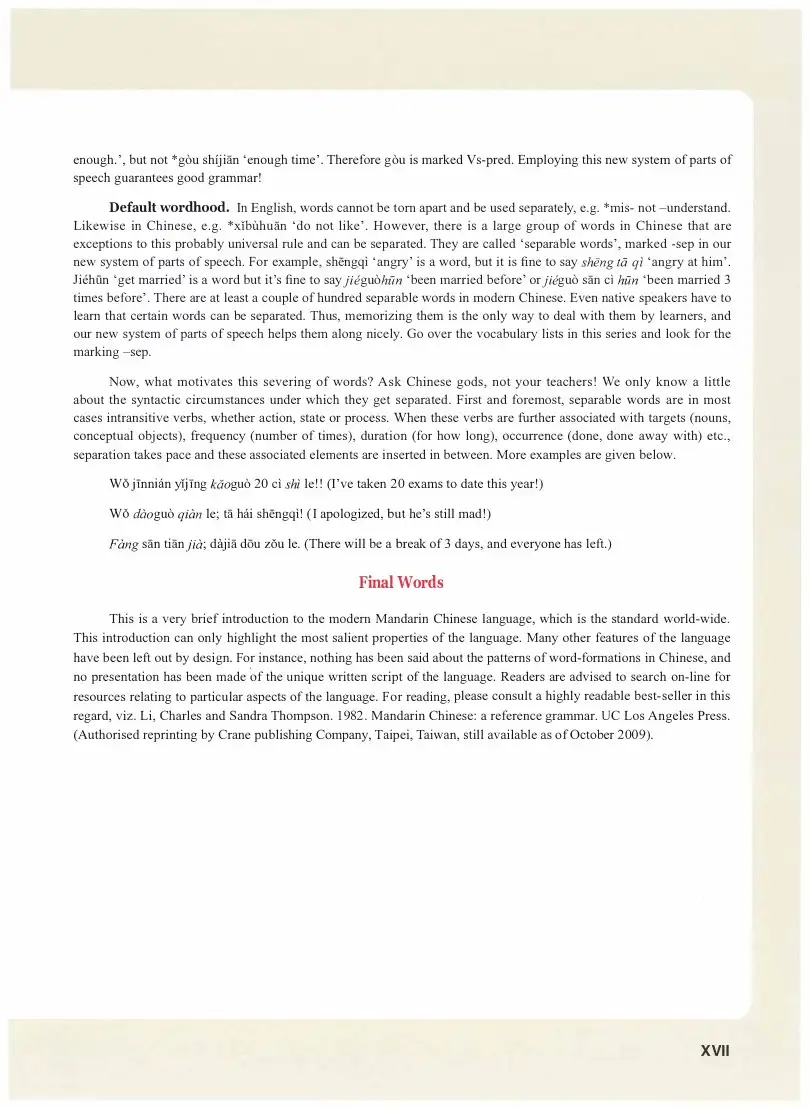 enough.’, but not *gòu shíjiān ‘enough time’. Therefore gòu is marked Vs-pred. Employing this new system of parts of
speech guarantees good grammar!
Default wordhood. In English, words cannot be torn apart and be used separately, e.g. *mis- not –understand.
Likewise in Chinese, e.g. *xǐbùhuān ‘do not like’. However, there is a large group of words in Chinese that are
exceptions to this probably universal rule and can be separated. They are called ‘separable words’, marked -sep in our
new system of parts of speech. For example, shēngqì ‘angry’ is a word, but it is fine to say shēng tā qì ‘angry at him’.
Jiéhūn ‘get married’ is a word but it’s fine to say jiéguòhūn ‘been married before’ or jiéguò sān cì hūn ‘been married 3
times before’. There are at least a couple of hundred separable words in modern Chinese. Even native speakers have to
learn that certain words can be separated. Thus, memorizing them is the only way to deal with them by learners, and
our new system of parts of speech helps them along nicely. Go over the vocabulary lists in this series and look for the
marking –sep.
Now, what motivates this severing of words? Ask Chinese gods, not your teachers! We only know a little
about the syntactic circumstances under which they get separated. First and foremost, separable words are in most
cases intransitive verbs, whether action, state or process. When these verbs are further associated with targets (nouns,
conceptual objects), frequency (number of times), duration (for how long), occurrence (done, done away with) etc.,
separation takes pace and these associated elements are inserted in between. More examples are given below.
Wǒ jīnnián yǐjīng kǎoguò 20 cì shì le!! (I’ve taken 20 exams to date this year!)
Wǒ dàoguò qiàn le; tā hái shēngqì! (I apologized, but he’s still mad!)
Fàng sān tiān jià; dàjiā dōu zǒu le. (There will be a break of 3 days, and everyone has left.)
Final Words
This is a very brief introduction to the modern Mandarin Chinese language, which is the standard world-wide.
This introduction can only highlight the most salient properties of the language. Many other features of the language
have been left out by design. For instance, nothing has been said about the patterns of word-formations in Chinese, and
no presentation has been made of the unique written script of the language. Readers are advised to search on-line for
resources relating to particular aspects of the language. For reading, please consult a highly readable best-seller in this
regard, viz. Li, Charles and Sandra Thompson. 1982. Mandarin Chinese: a reference grammar. UC Los Angeles Press.
(Authorised reprinting by Crane publishing Company, Taipei, Taiwan, still available as of October 2009).
XVII